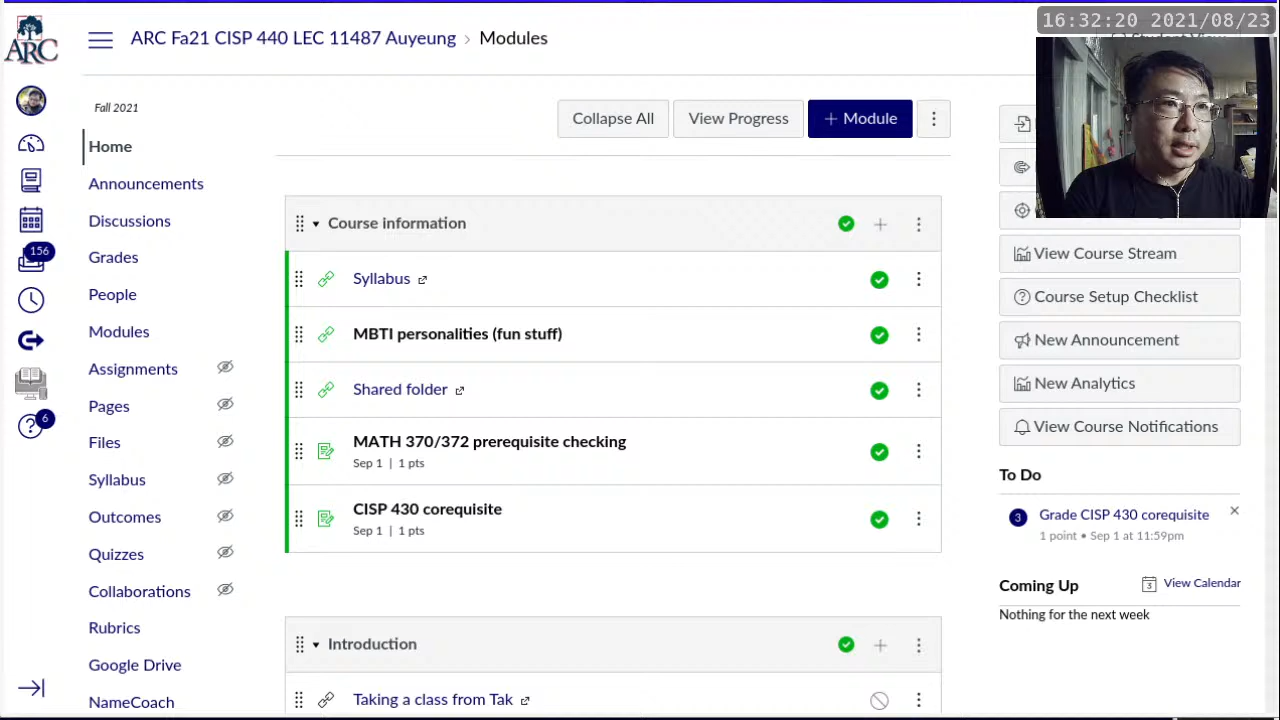 16:32:20 2021/08/23
ARC
ARC Fa21 CISP 440 LEC 11487 Auyeung › Modules
Fall 2021
Home
Announcements
Discussions
Grades
People
Modules
Assignments
Pages
Files
Syllabus
Outcomes
Quizzes
Collaborations
Rubrics
Google Drive
NameCoach
156
6
Collapse All
View Progress
+ Module
Course information
Syllabus
MBTI personalities (fun stuff)
Shared folder
MATH 370/372 prerequisite checking
Sep 1 | 1 pts
CISP 430 corequisite
Sep 1 | 1 pts
Introduction
Taking a class from Tak
View Course Stream
Course Setup Checklist
New Announcement
New Analytics
View Course Notifications
To Do
3 Grade CISP 430 corequisite
1 point • Sep 1 at 11:59pm
Coming Up
3 View Calendar
Nothing for the next week